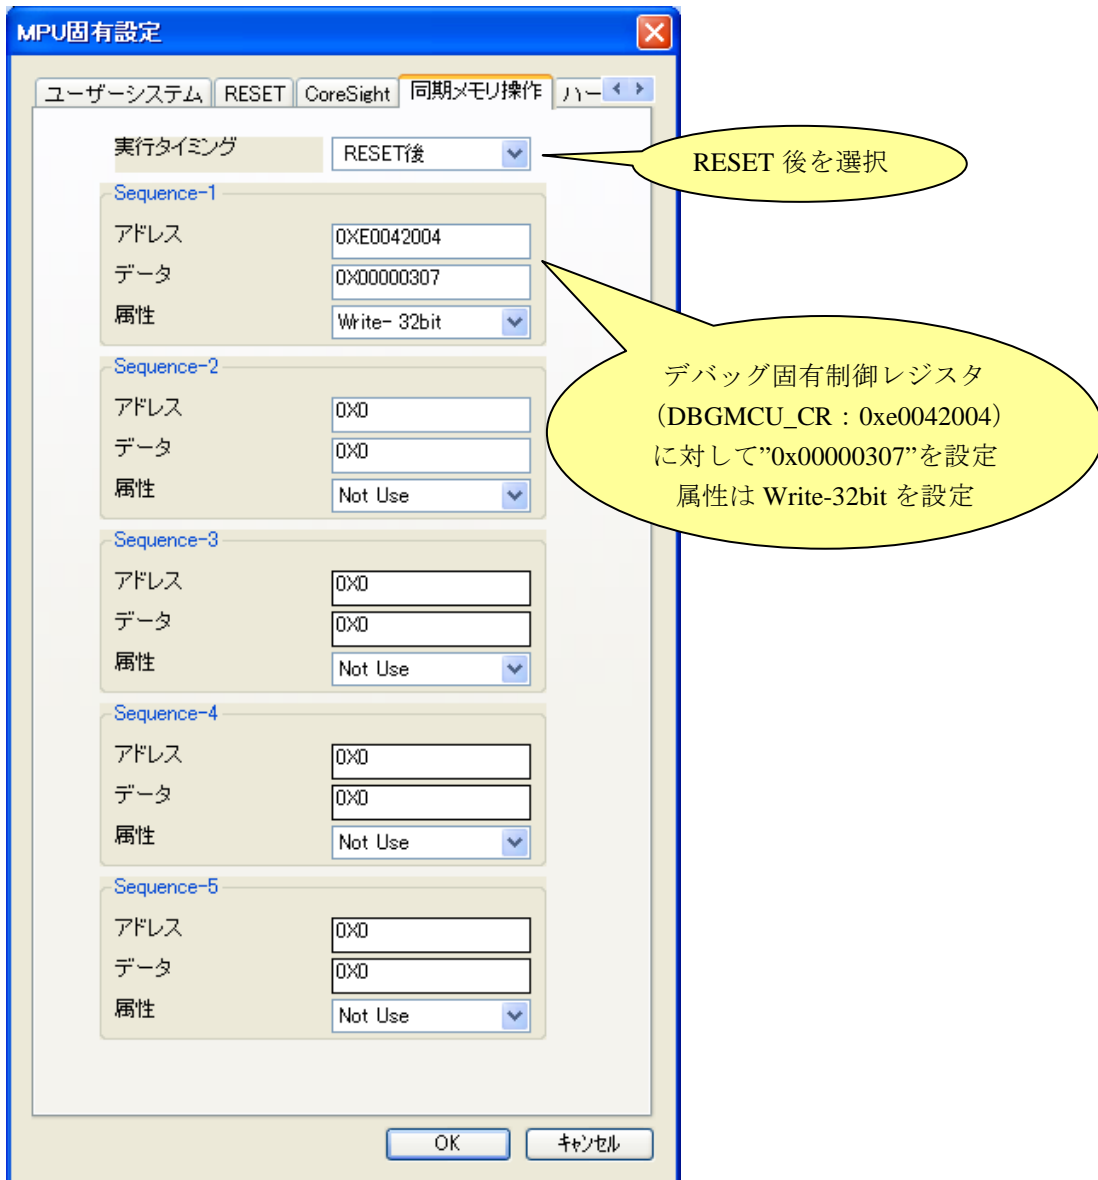 MPU固有設定
ユーザーシステム RESET CoreSight 同期メモリ操作 ハー
実行タイミング RESET後
RESET 後を選択
Sequence-1
アドレス 0XE0042004
データ 0X00000307
属性 Write- 32bit
デバッグ固有制御レジスタ
（DBGMCU_CR：0xe0042004）
に対して”0x00000307”を設定
属性は Write-32bit を設定
Sequence-2
アドレス 0X0
データ 0X0
属性 Not Use
Sequence-3
アドレス 0X0
データ 0X0
属性 Not Use
Sequence-4
アドレス 0X0
データ 0X0
属性 Not Use
Sequence-5
アドレス 0X0
データ 0X0
属性 Not Use
OK キャンセル